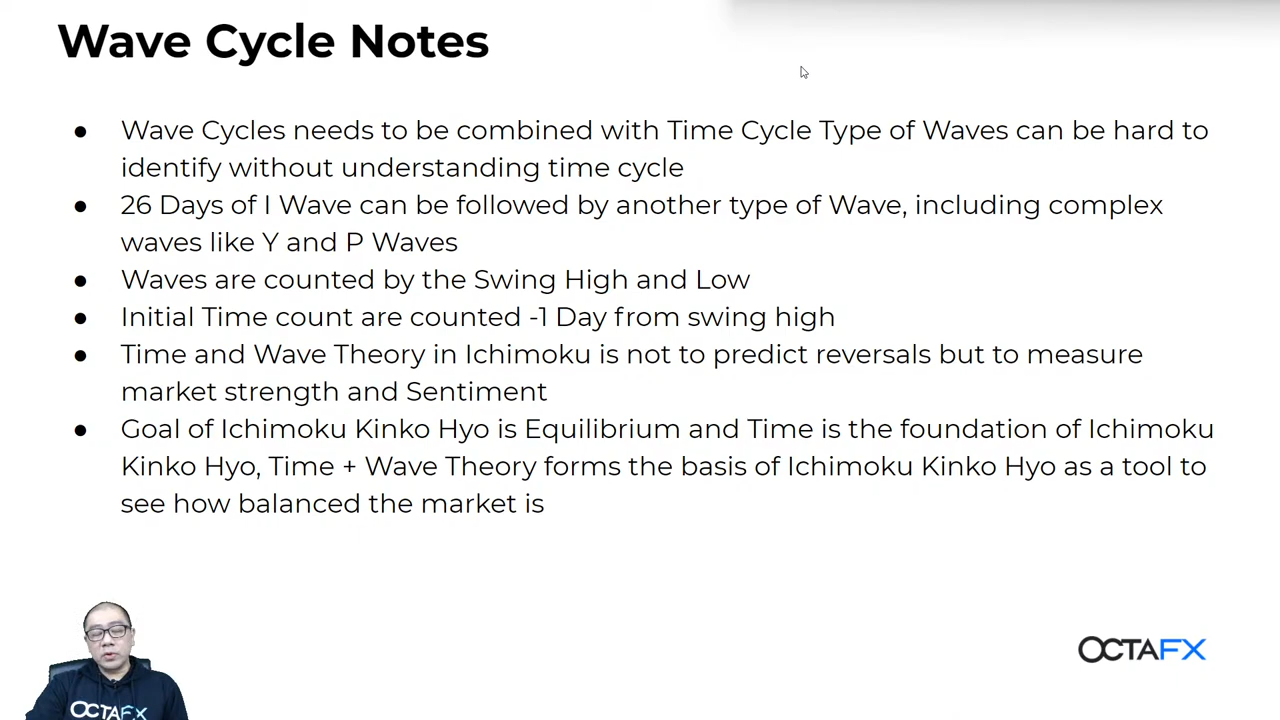 Wave Cycle Notes
● Wave Cycles needs to be combined with Time Cycle Type of Waves can be hard to
identify without understanding time cycle
● 26 Days of I Wave can be followed by another type of Wave, including complex
waves like Y and P Waves
● Waves are counted by the Swing High and Low
● Initial Time count are counted -1 Day from swing high
● Time and Wave Theory in Ichimoku is not to predict reversals but to measure
market strength and Sentiment
● Goal of Ichimoku Kinko Hyo is Equilibrium and Time is the foundation of Ichimoku
Kinko Hyo, Time + Wave Theory forms the basis of Ichimoku Kinko Hyo as a tool to
see how balanced the market is
OCTAFX
OCTAFX